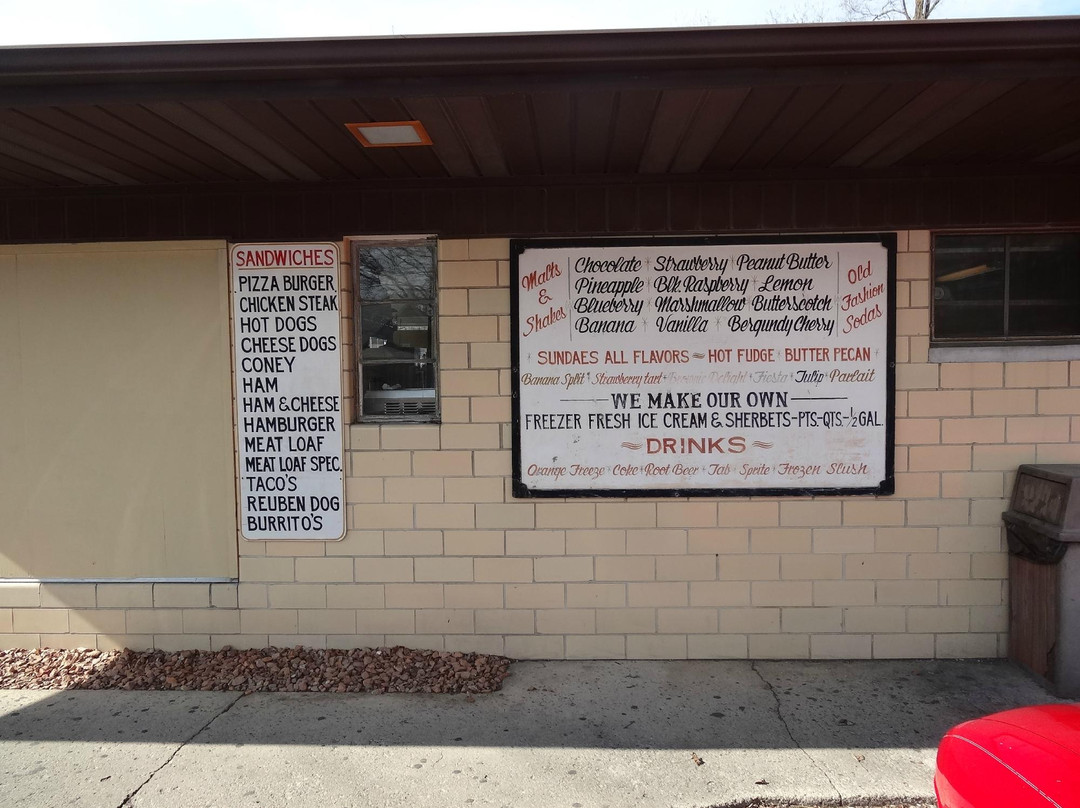 SANDWICHES
PIZZA BURGER
CHICKEN STEAK
HOT DOGS
CHEESE DOGS
CONEY
HAM
HAM & CHEESE
HAMBURGER
MEAT LOAF
MEAT LOAF SPEC.
TACO'S
REUBEN DOG
BURRITO'S
Malts & Shakes
Chocolate Strawberry Peanut Butter
Pineapple Blk Raspberry Lemon
Blueberry Marshmallow Butterscotch
Banana Vanilla Bergundy Cherry
Old Fashion Sodas
SUNDAES ALL FLAVORS ~ HOT FUDGE BUTTER PECAN
Banana Split Strawberry tart Brownie Delight Fiesta Tulip Parfait
WE MAKE OUR OWN
FREEZER FRESH ICE CREAM & SHERBETS-PTS-QTS.-½ GAL.
DRINKS
Orange Freeze Coke Root Beer Tab Sprite Frozen Slush